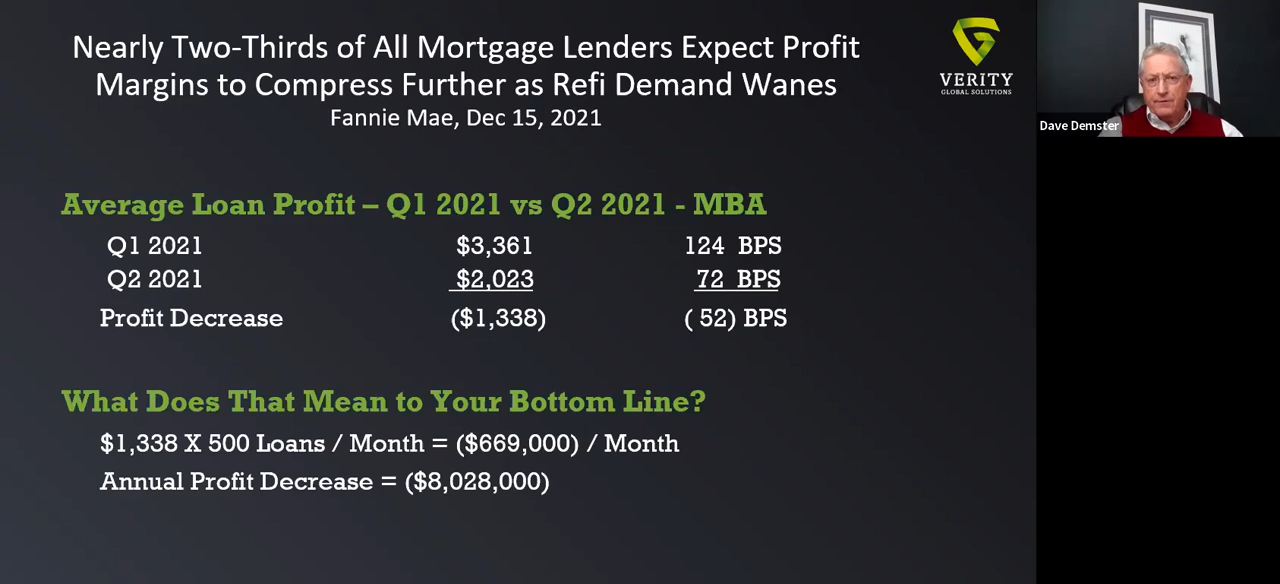 Nearly Two-Thirds of All Mortgage Lenders Expect Profit
Margins to Compress Further as Refi Demand Wanes
Fannie Mae, Dec 15, 2021
VERITY
GLOBAL SOLUTIONS
Dave Demster
Average Loan Profit – Q1 2021 vs Q2 2021 - MBA
Q1 2021 $3,361 124 BPS
Q2 2021 $2,023 72 BPS
Profit Decrease ($1,338) ( 52) BPS
What Does That Mean to Your Bottom Line?
$1,338 X 500 Loans / Month = ($669,000) / Month
Annual Profit Decrease = ($8,028,000)